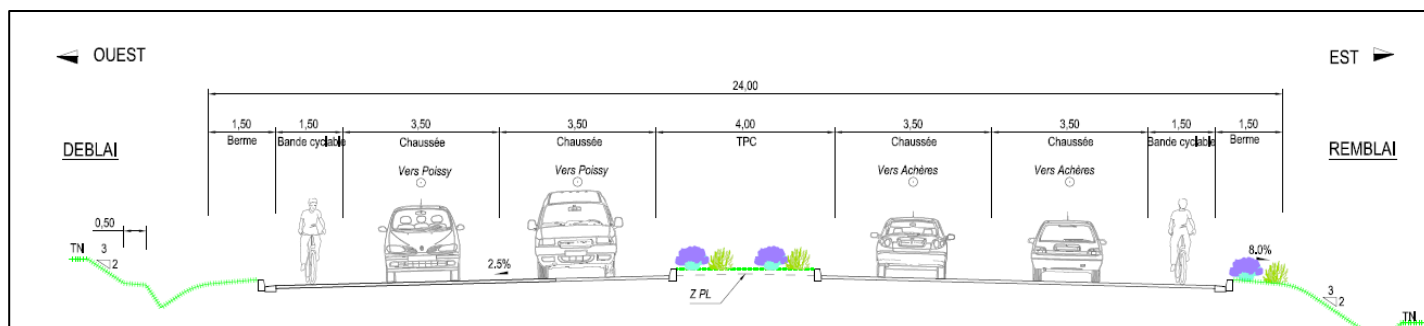 OUEST
EST
24,00
1,50 1,50 3,50 3,50 4,00 3,50 3,50 1,50 1,50
Berme Bande cyclable Chaussée Chaussée TPC Chaussée Chaussée Bande cyclable Berme
DEBLAI
REMBLAI
Vers Poissy Vers Poissy Vers Achères Vers Achères
0,50
TN
3
2
2.5%
8.0%
Z PL
3
2
TN